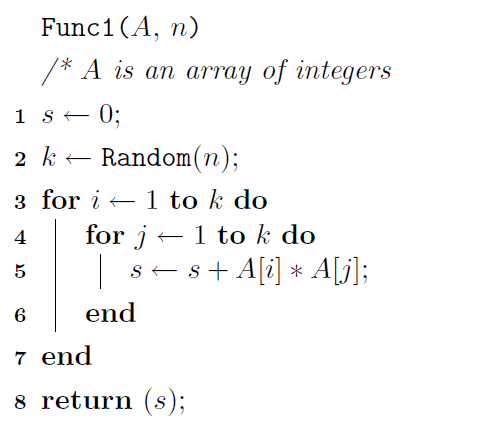 Func1(A, n)
/* A is an array of integers
1 s ← 0;
2 k ← Random(n);
3 for i ← 1 to k do
4 for j ← 1 to k do
5 s ← s + A[i] * A[j];
6 end
7 end
8 return (s);